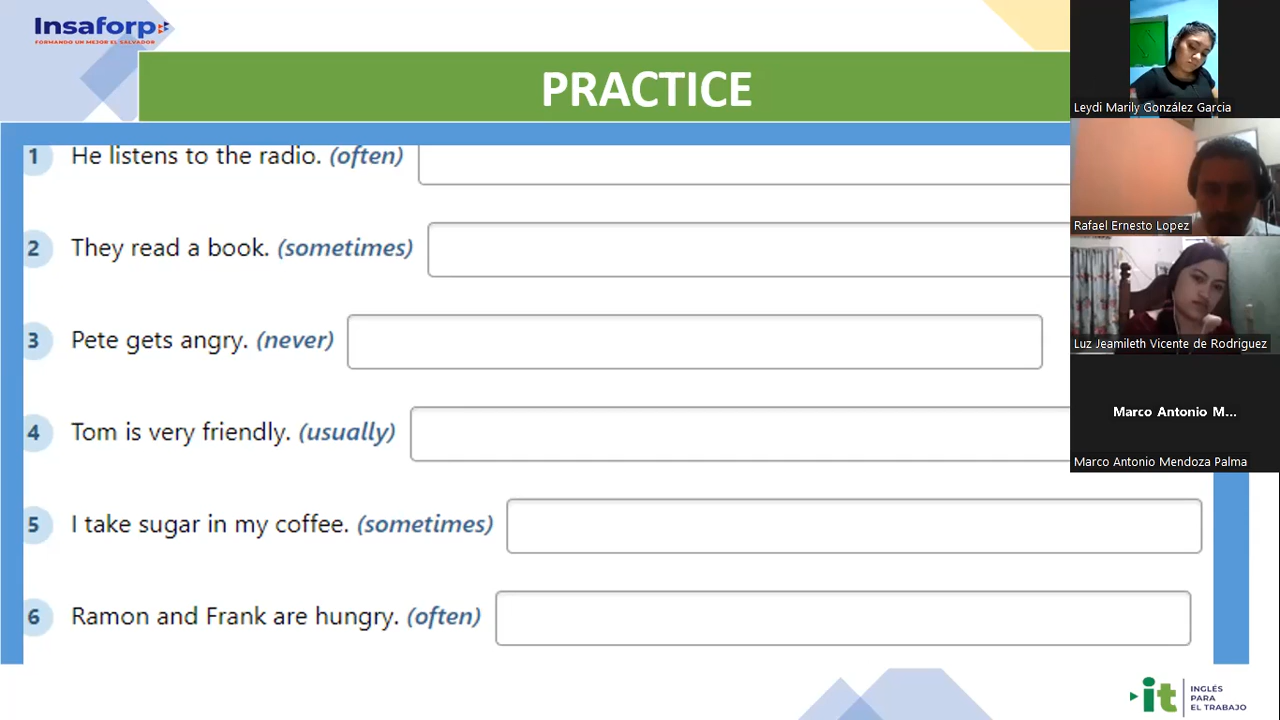 Insaforp
FORMANDO UN MEJOR EL SALVADOR
PRACTICE
1 He listens to the radio. (often)
2 They read a book. (sometimes)
3 Pete gets angry. (never)
4 Tom is very friendly. (usually)
5 I take sugar in my coffee. (sometimes)
6 Ramon and Frank are hungry. (often)
Leydi Marily González Garcia
Rafael Ernesto Lopez
Luz Jeamileth Vicente de Rodriguez
Marco Antonio M...
Marco Antonio Mendoza Palma
it
INGLÉS
PARA
EL TRABAJO